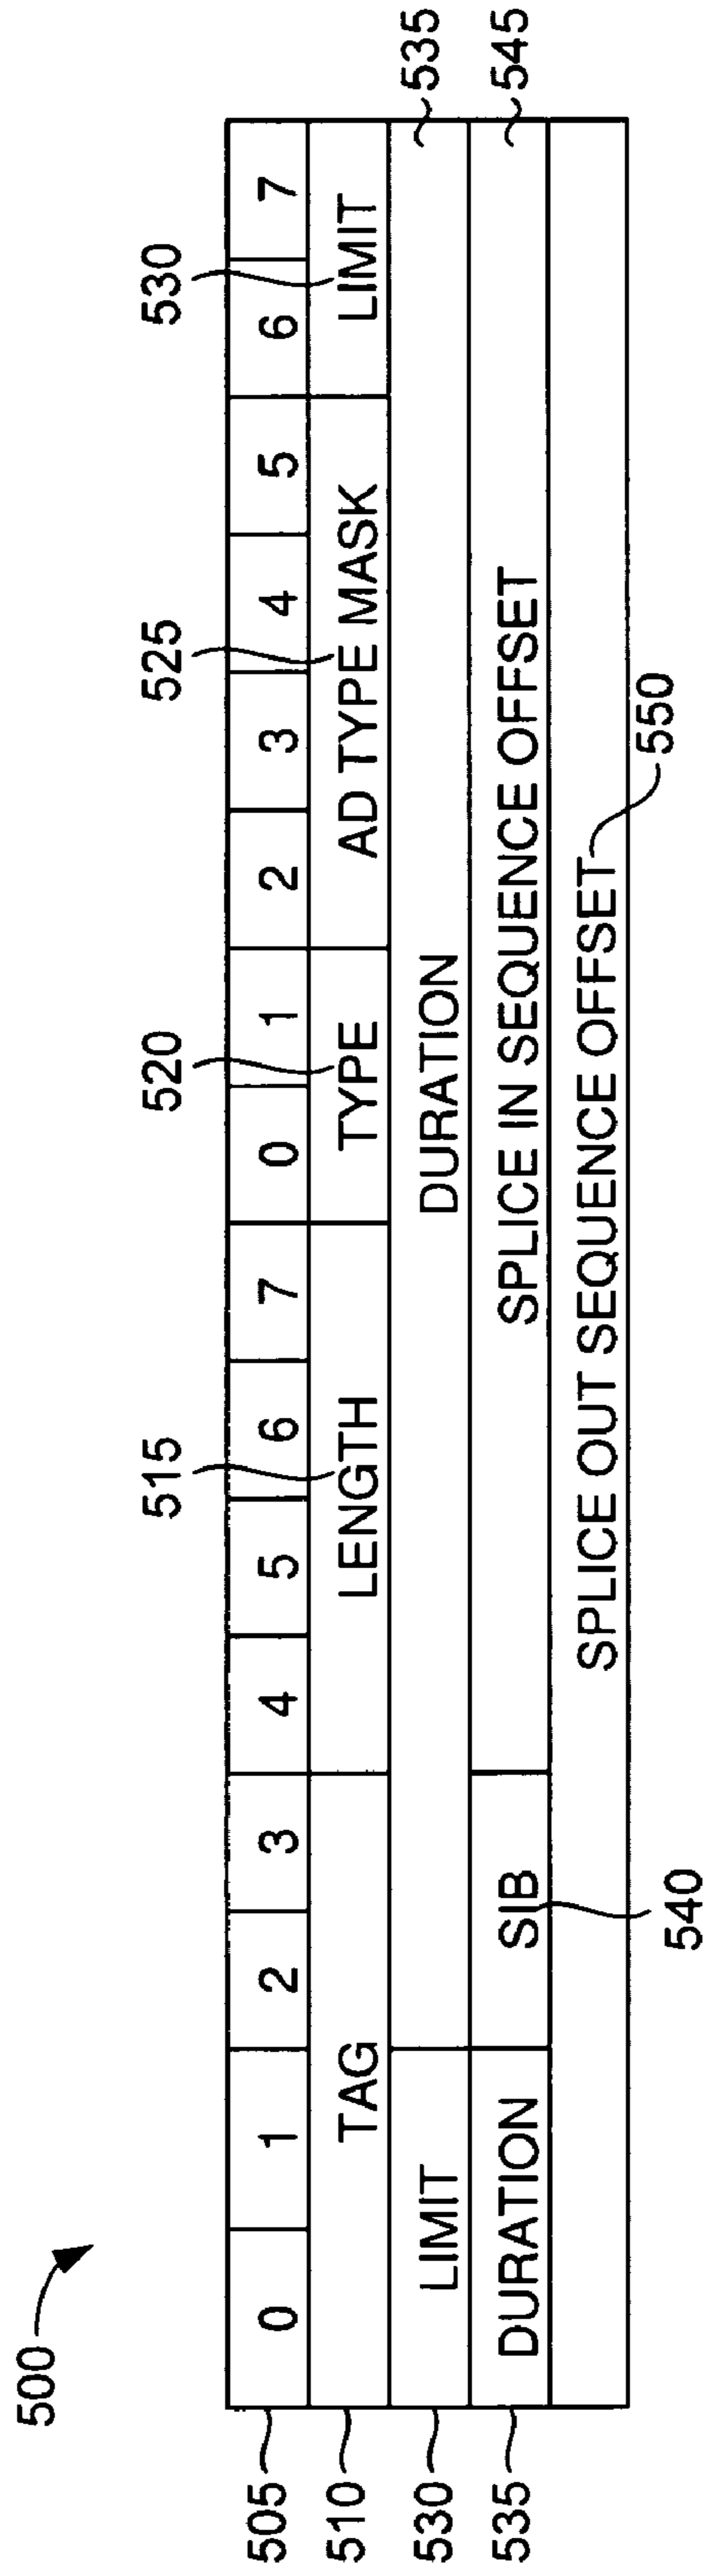 500
515 520 525 530
505 0 1 2 3 4 5 6 7 0 1 2 3 4 5 6 7
510 TAG LENGTH TYPE AD TYPE MASK LIMIT
530 LIMIT DURATION 535
535 DURATION SIB SPLICE IN SEQUENCE OFFSET 545
SPLICE OUT SEQUENCE OFFSET
540 550